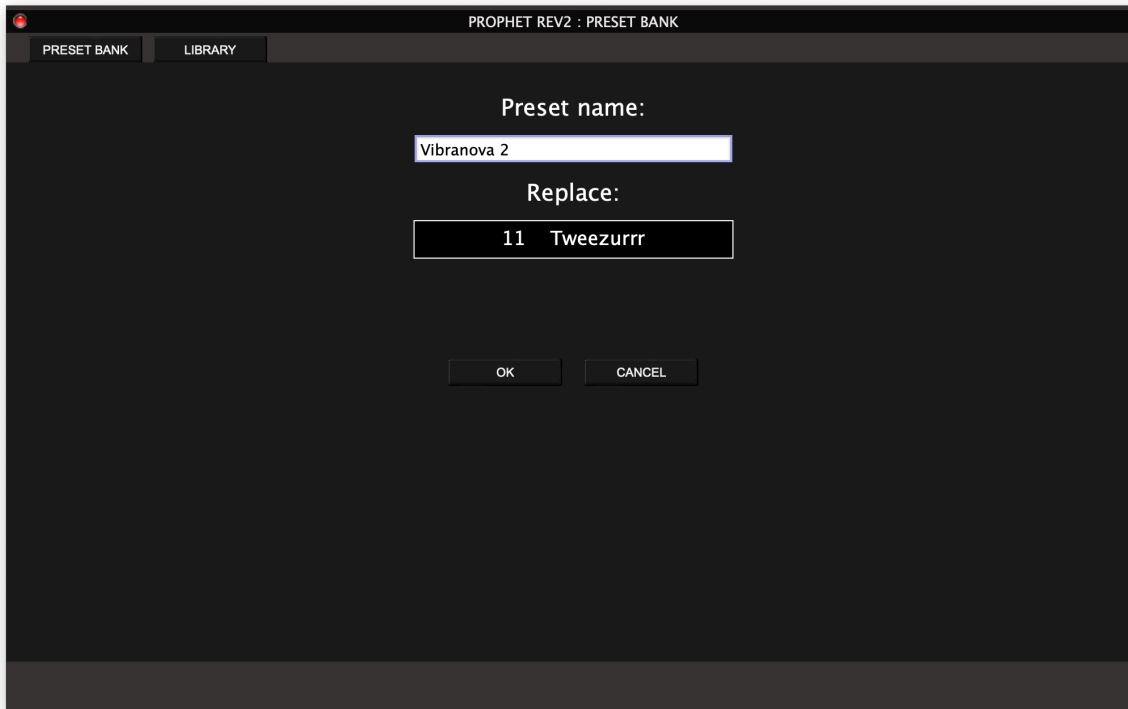 PROPHET REV2 : PRESET BANK
PRESET BANK LIBRARY
Preset name:
Vibranova 2
Replace:
11 Tweezurrr
OK CANCEL